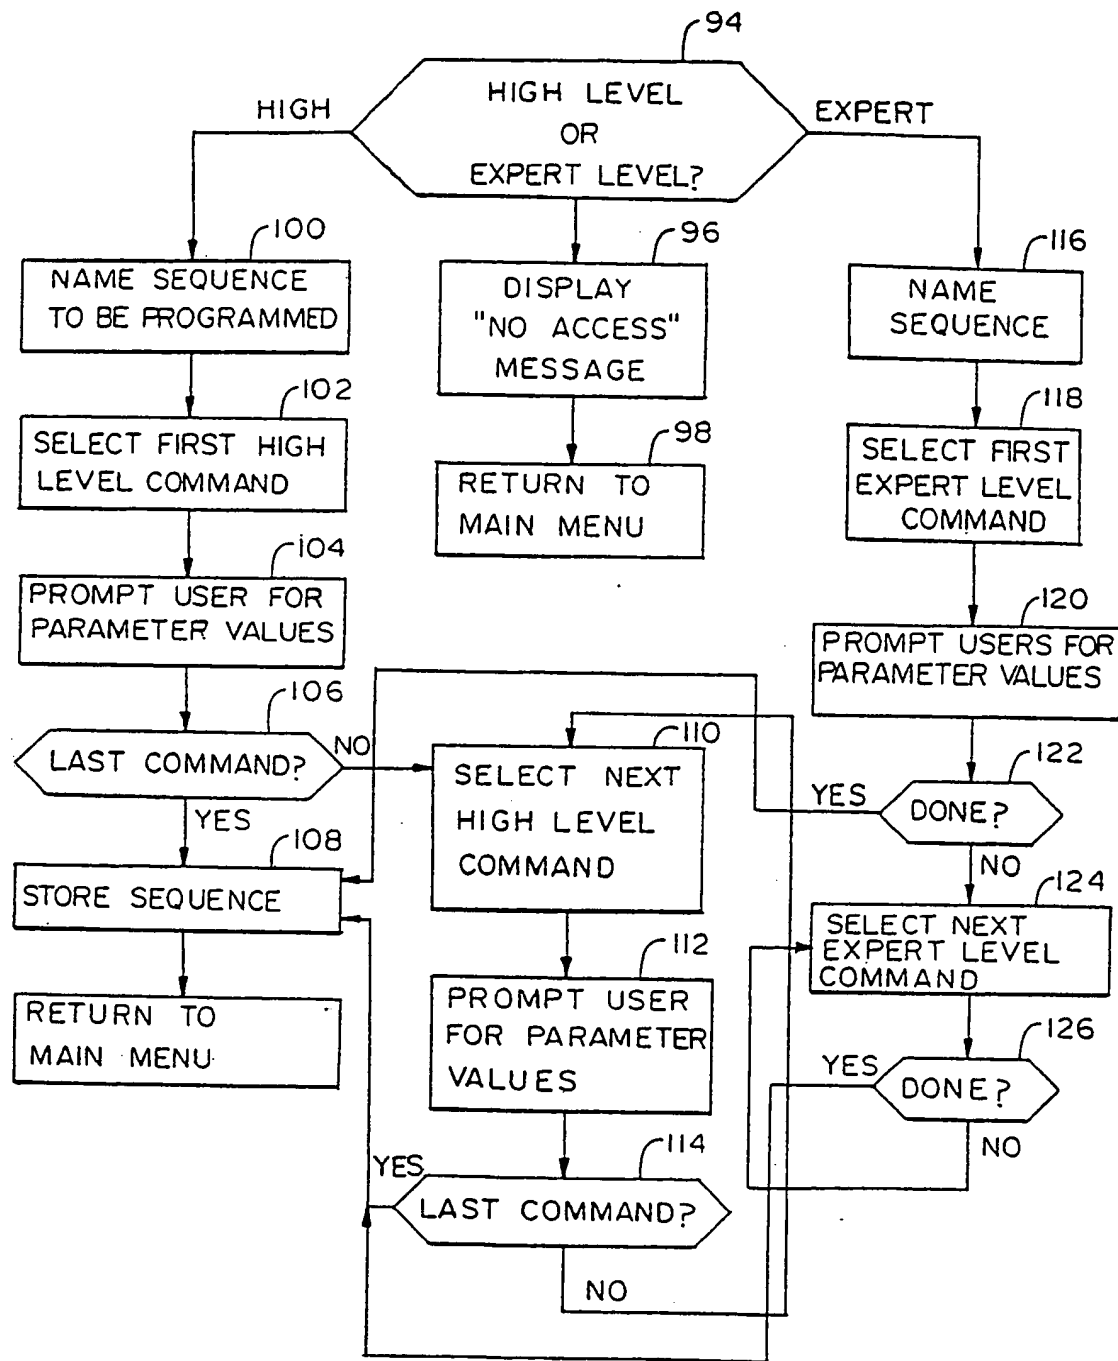 94
HIGH LEVEL
OR
EXPERT LEVEL?
HIGH
EXPERT
100
NAME SEQUENCE
TO BE PROGRAMMED
102
SELECT FIRST HIGH
LEVEL COMMAND
104
PROMPT USER FOR
PARAMETER VALUES
106
LAST COMMAND?
NO
YES
108
STORE SEQUENCE
RETURN TO
MAIN MENU
96
DISPLAY
"NO ACCESS"
MESSAGE
98
RETURN TO
MAIN MENU
110
SELECT NEXT
HIGH LEVEL
COMMAND
112
PROMPT USER
FOR PARAMETER
VALUES
114
LAST COMMAND?
YES
NO
116
NAME
SEQUENCE
118
SELECT FIRST
EXPERT LEVEL
COMMAND
120
PROMPT USERS FOR
PARAMETER VALUES
122
DONE?
YES
NO
124
SELECT NEXT
EXPERT LEVEL
COMMAND
126
DONE?
YES
NO